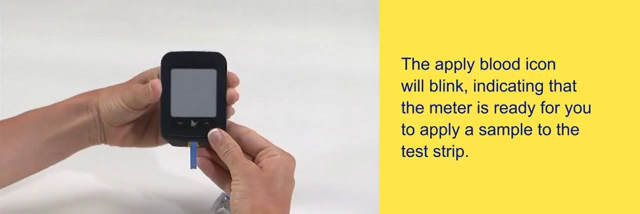 The apply blood icon
will blink, indicating that
the meter is ready for you
to apply a sample to the
test strip.